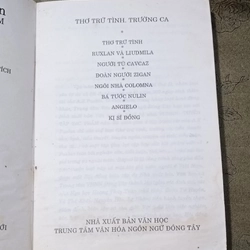 THƠ TRỮ TÌNH, TRƯỜNG CA
THƠ TRỮ TÌNH
RUXLAN VÀ LIUDMILA
NGƯỜI TÙ CAVCAZ
ĐOÀN NGƯỜI ZIGAN
NGÔI NHÀ COLOMNA
BÁ TƯỚC NULIN
ANGIELO
KỊ SĨ ĐỒNG
NHÀ XUẤT BẢN VĂN HỌC
TRUNG TÂM VĂN HÓA NGÔN NGỮ ĐÔNG TÂY